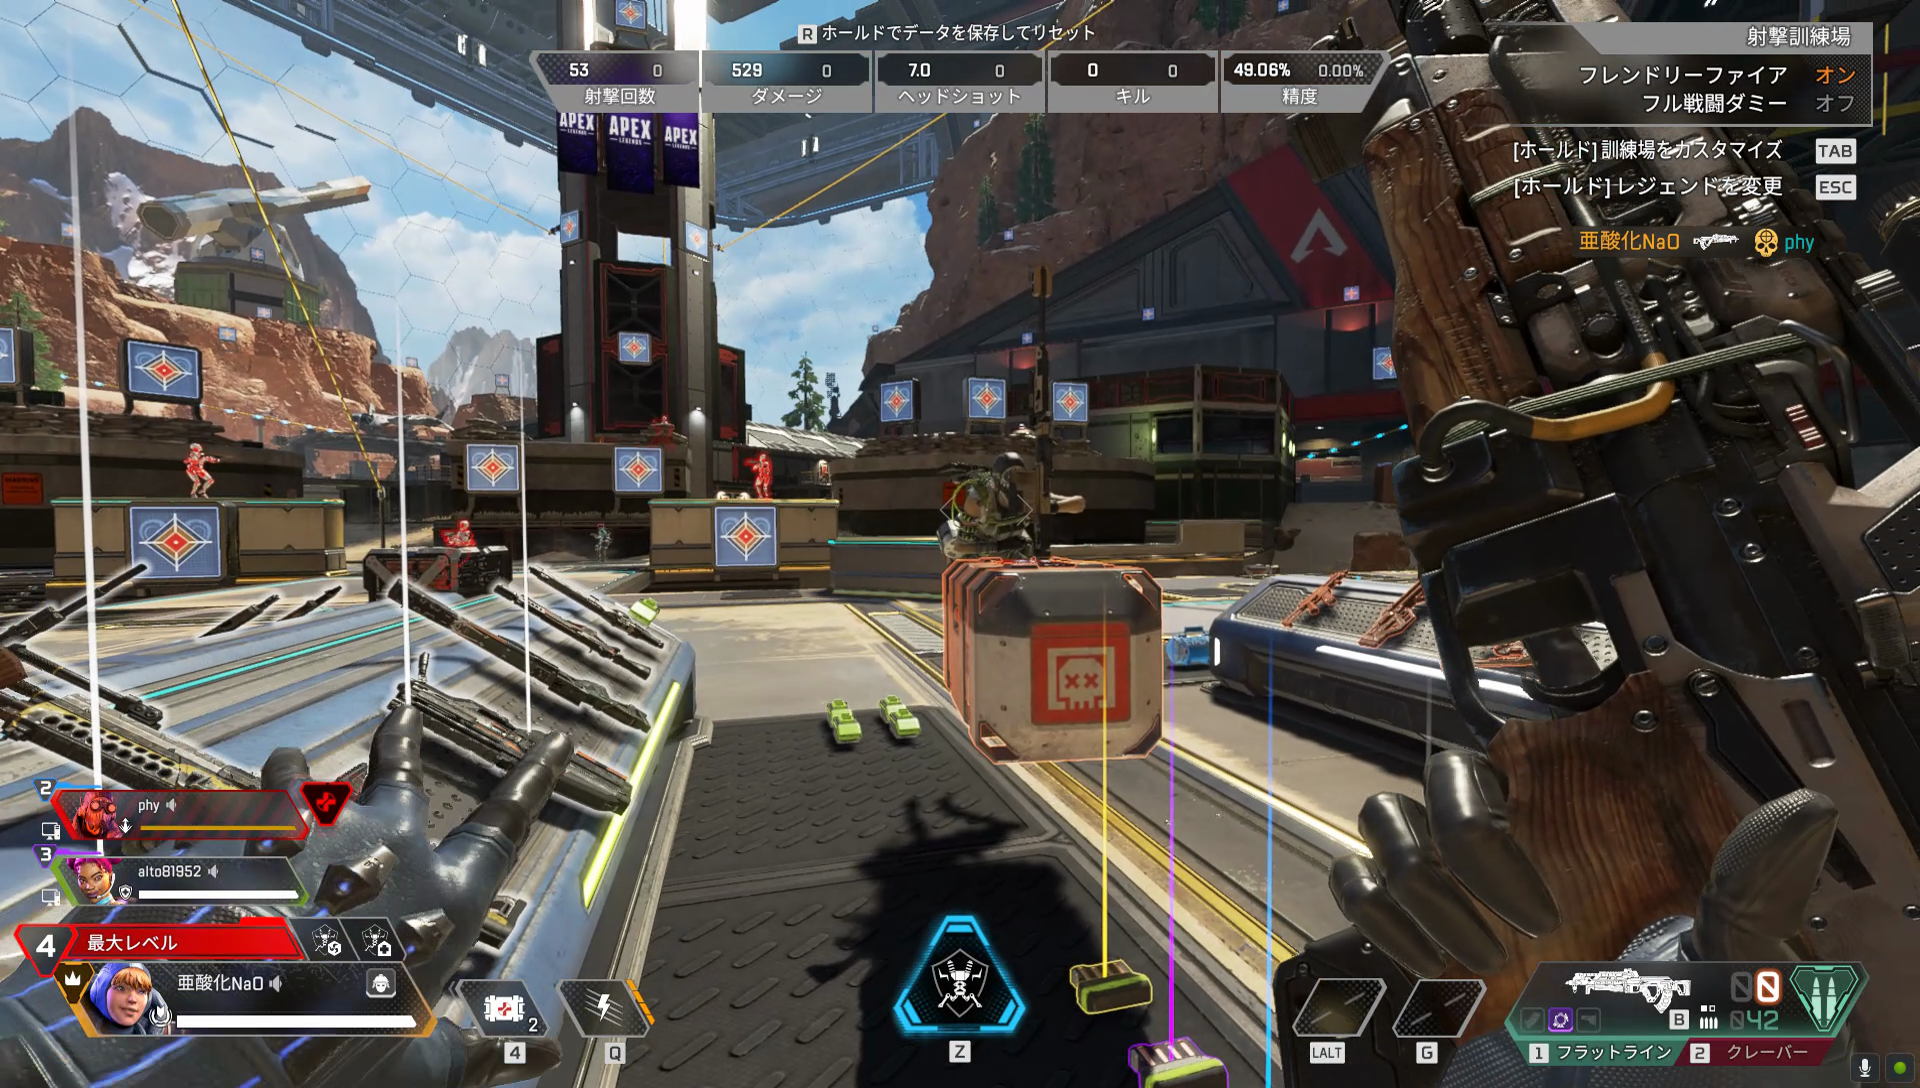 R ホールドでデータを保存してリセット
53 0 529 0 7.0 0 0 0 49.06% 0.00%
射撃回数 ダメージ ヘッドショット キル 精度
射撃訓練場
フレンドリーファイア オン
フル戦闘ダミー オフ
[ホールド]訓練場をカスタマイズ TAB
[ホールド]レジェンドを変更 ESC
亜酸化NaO phy
APEX LEGENDS APEX LEGENDS APEX LEGENDS
2
phy
3
alto81952
4 最大レベル
亜酸化NaO
2
4 Q Z LALT G
00
B 042
1 フラットライン 2 クレーバー